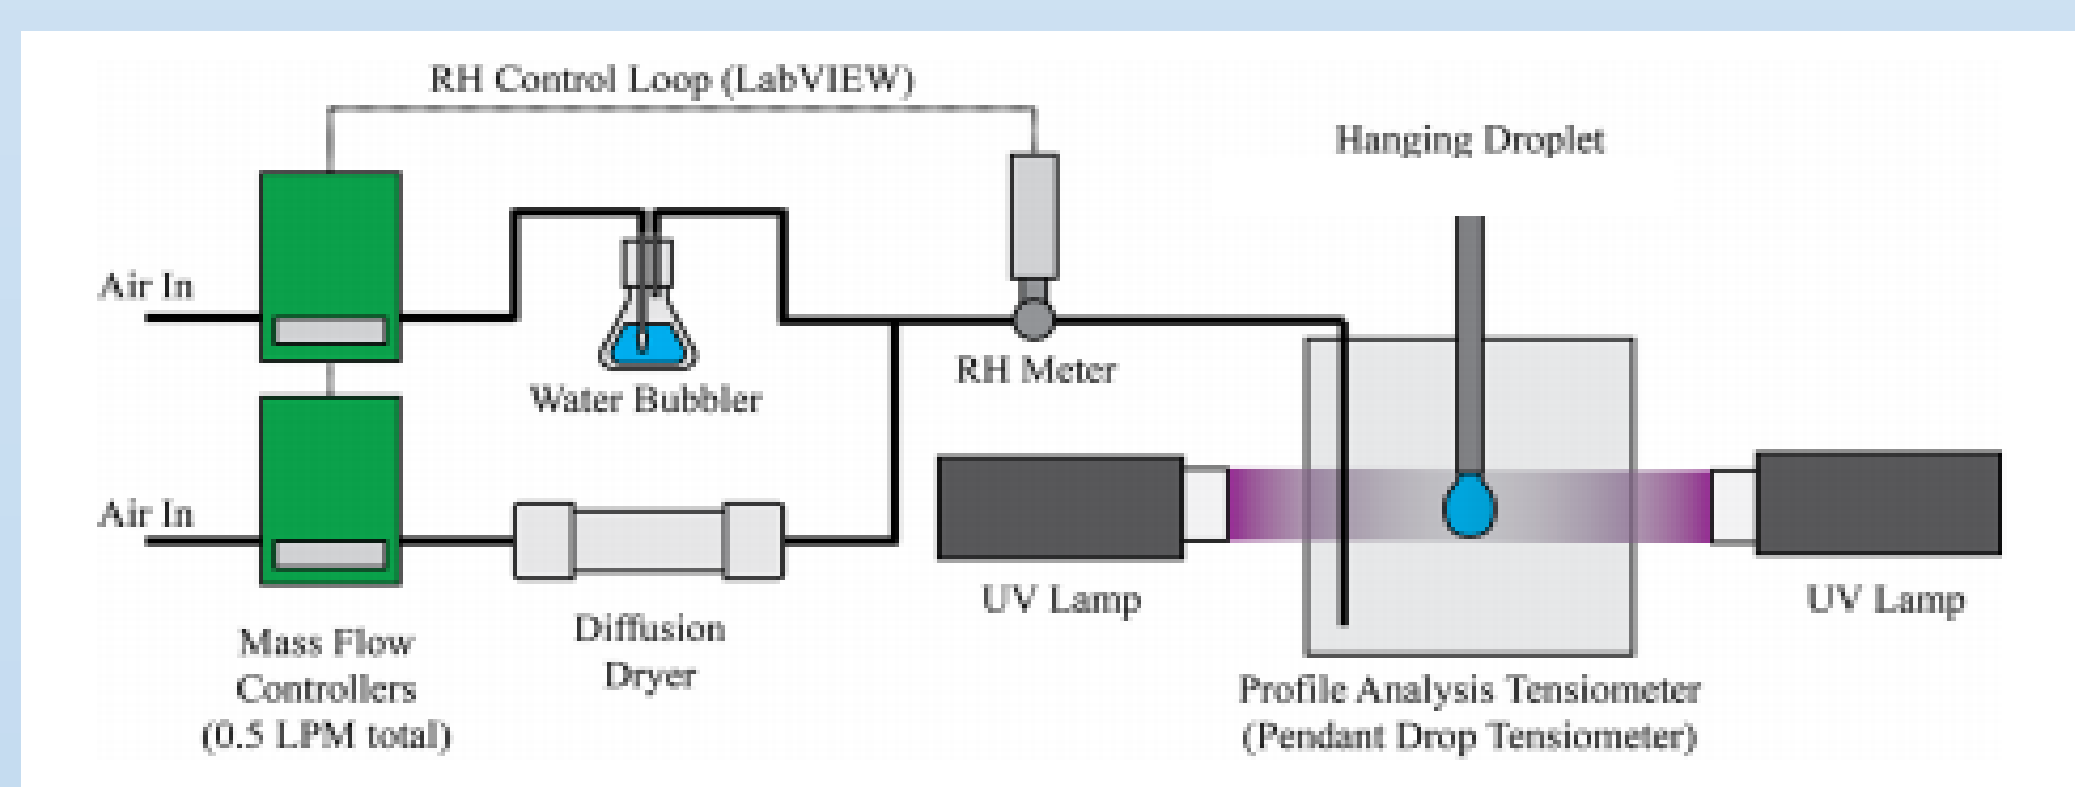 RH Control Loop (LabVIEW)
Hanging Droplet
Air In
Water Bubbler
RH Meter
Air In
UV Lamp
UV Lamp
Mass Flow
Controllers
(0.5 LPM total)
Diffusion
Dryer
Profile Analysis Tensiometer
(Pendant Drop Tensiometer)